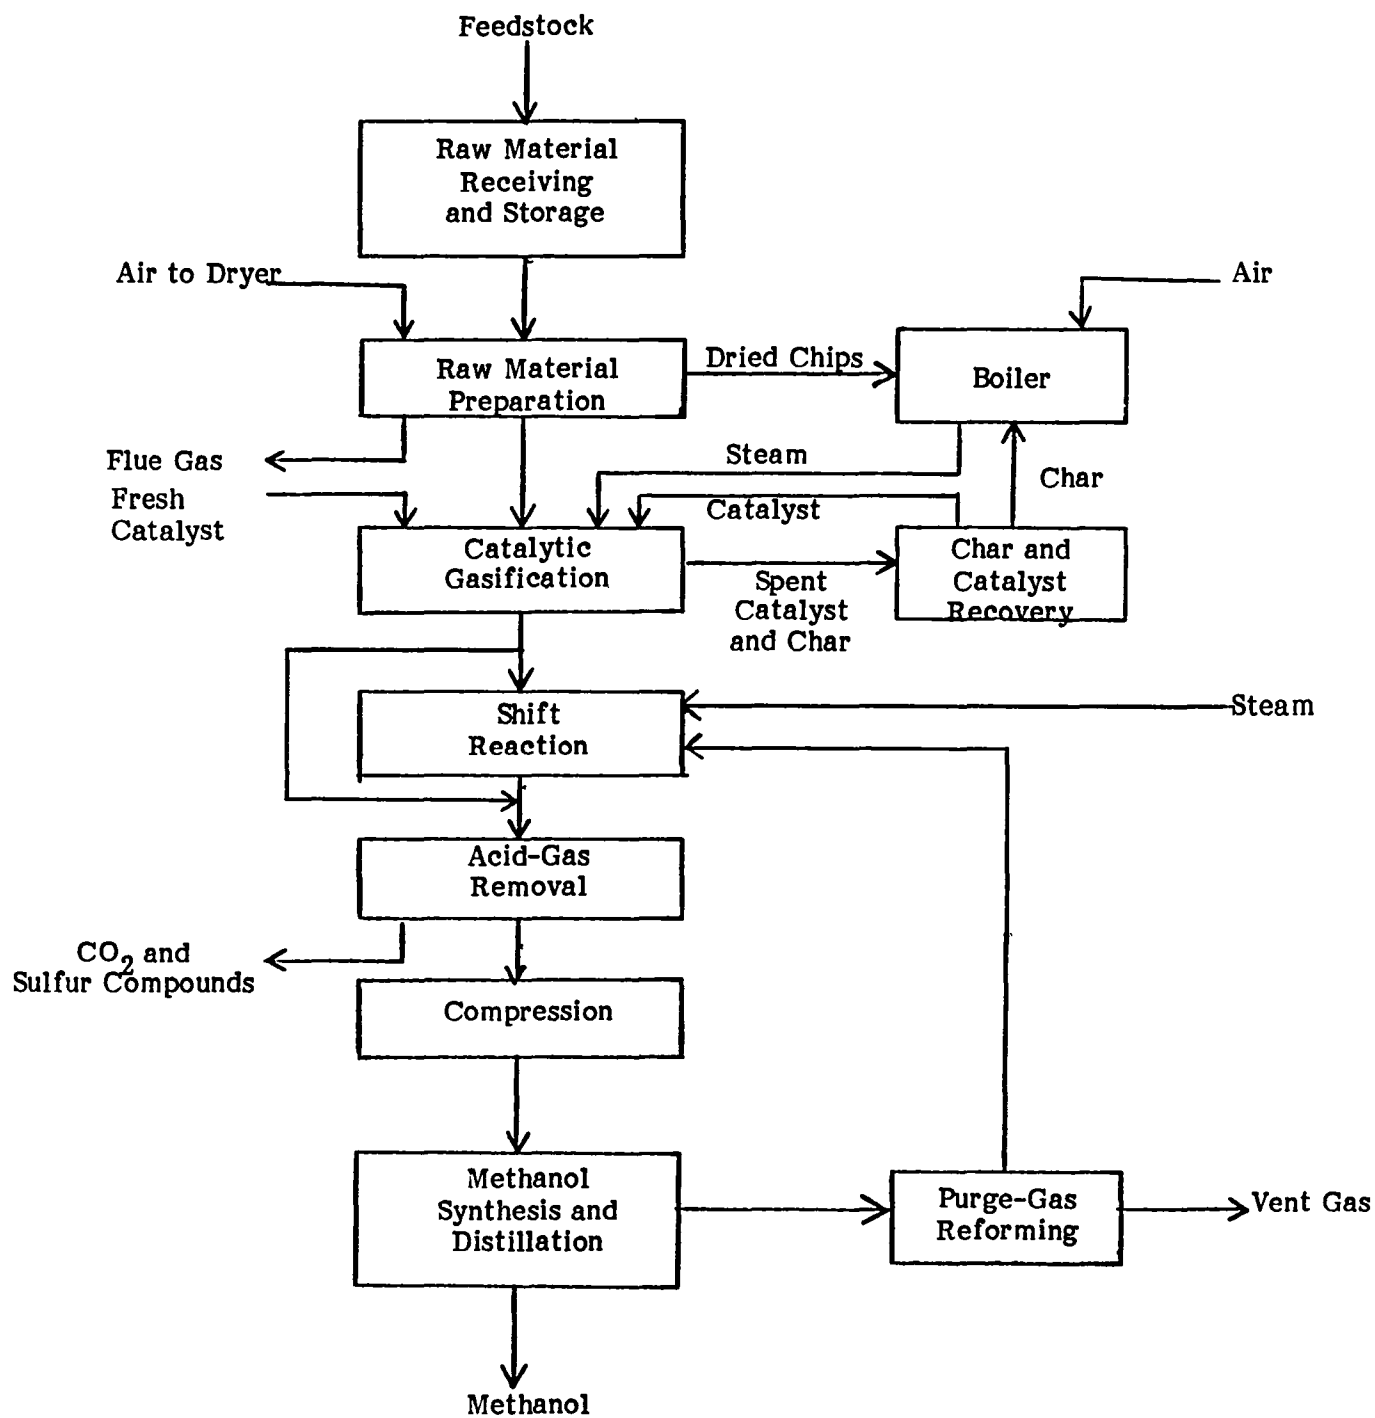 Feedstock
Raw Material
Receiving
and Storage
Air to Dryer
Air
Raw Material
Preparation
Dried Chips
Boiler
Flue Gas
Steam
Char
Fresh
Catalyst
Catalyst
Catalytic
Gasification
Spent
Catalyst
and Char
Char and
Catalyst
Recovery
Shift
Reaction
Steam
Acid-Gas
Removal
CO₂ and
Sulfur Compounds
Compression
Methanol
Synthesis and
Distillation
Purge-Gas
Reforming
Vent Gas
Methanol